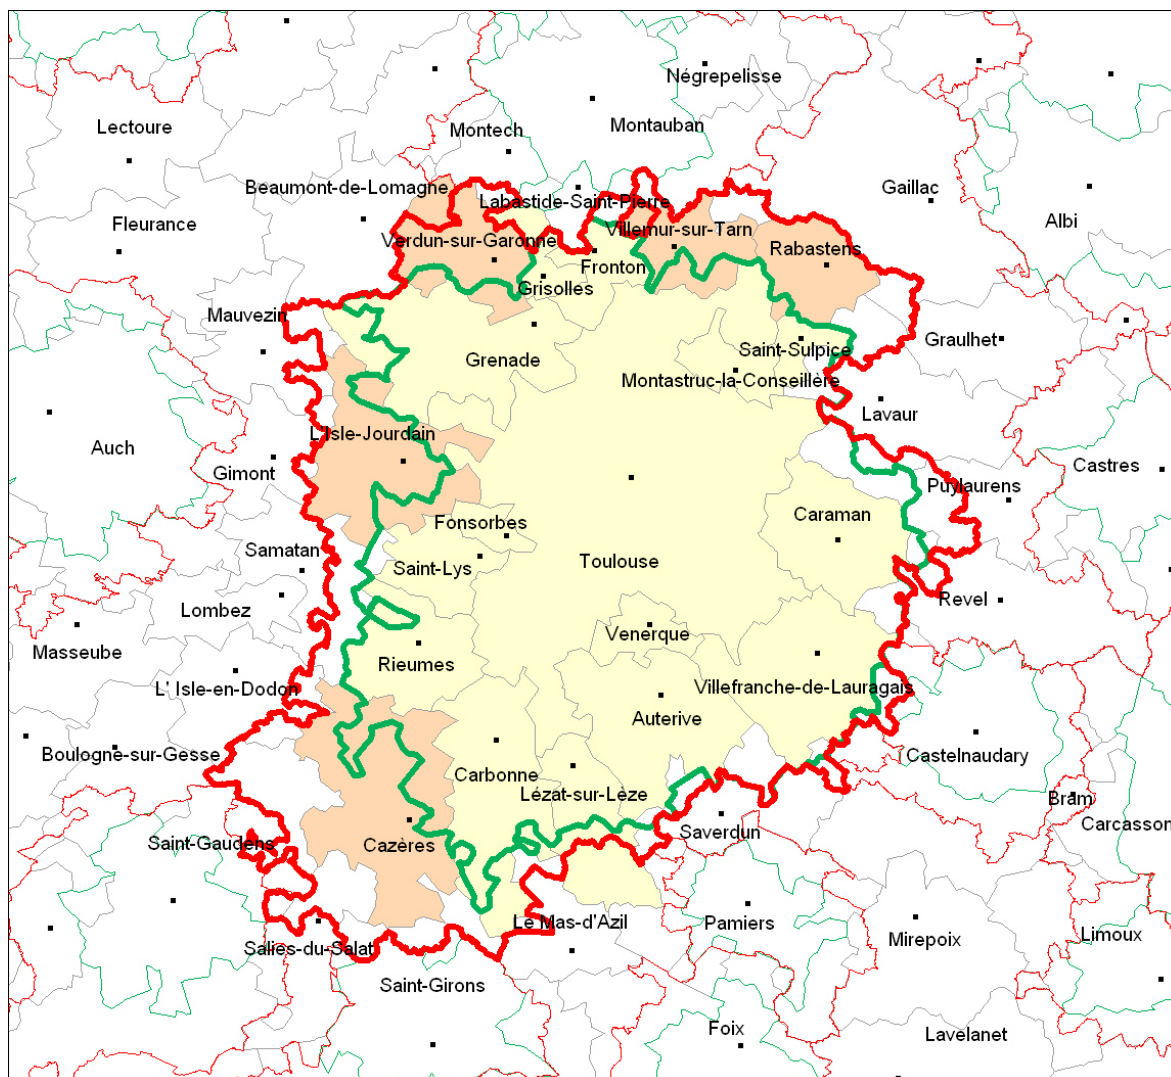 Négrepelisse
Lectoure
Montech
Montauban
Beaumont-de-Lomagne
Labastide-Saint-Pierre
Gaillac
Albi
Fleurance
Verdun-sur-Garonne
Villemur-sur-Tarn
Rabastens
Fronton
Grisolles
Mauvezin
Grenade
Saint-Sulpice
Graulhet
Montastruc-la-Conseillère
Lavaur
L'Isle-Jourdain
Auch
Gimont
Castres
Puylaurens
Fonsorbes
Caraman
Samatan
Saint-Lys
Toulouse
Lombez
Revel
Venerque
Masseube
Rieumes
L' Isle-en-Dodon
Villefranche-de-Lauragais
Auterive
Boulogne-sur-Gesse
Castelnaudary
Carbonne
Lézat-sur-Lèze
Bram
Carcasson
Saverdun
Saint-Gaudens
Cazères
Le Mas-d'Azil
Pamiers
Mirepoix
Limoux
Salies-du-Salat
Saint-Girons
Foix
Lavelanet